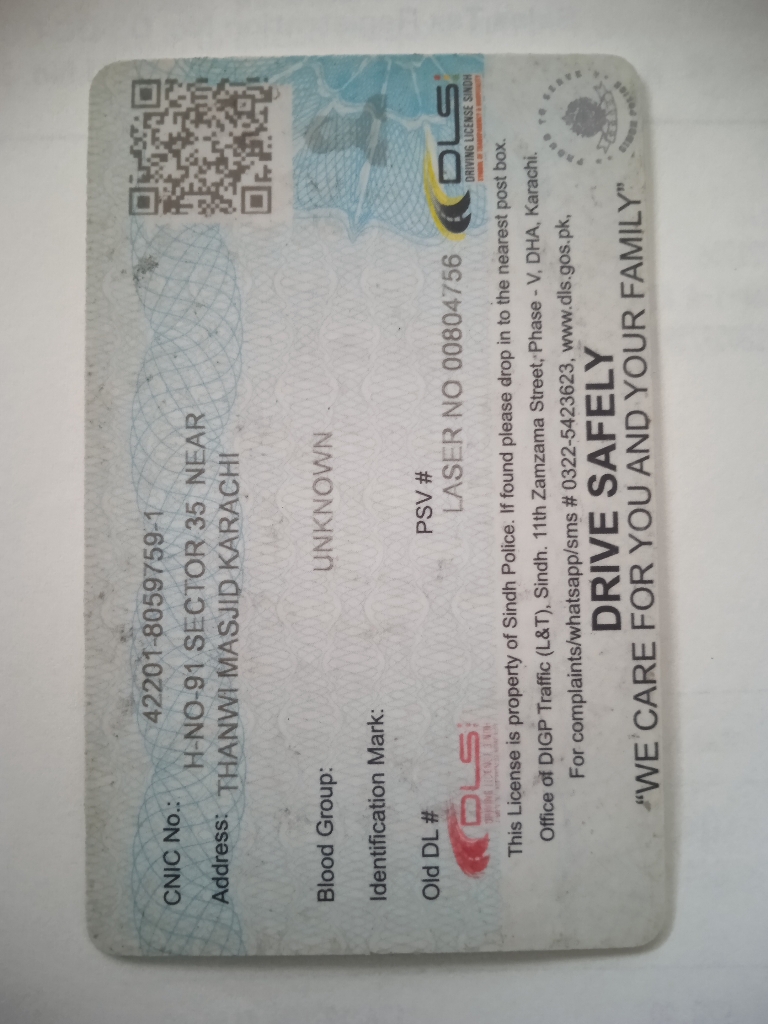 CNIC No.: 42201-8059759-1
Address: H-NO-91 SECTOR 35 NEAR
THANWI MASJID KARACHI
Blood Group: UNKNOWN
Identification Mark:
Old DL # PSV #
LASER NO 00804756
DLS
DRIVING LICENSE SINDH
DLS
This License is property of Sindh Police. If found please drop in to the nearest post box.
Office of DIGP Traffic (L&T), Sindh. 11th Zamzama Street, Phase - V, DHA, Karachi.
For complaints/whatsapp/sms # 0322-5423623, www.dls.gos.pk,
DRIVE SAFELY
“WE CARE FOR YOU AND YOUR FAMILY”
PROUD TO SERVE